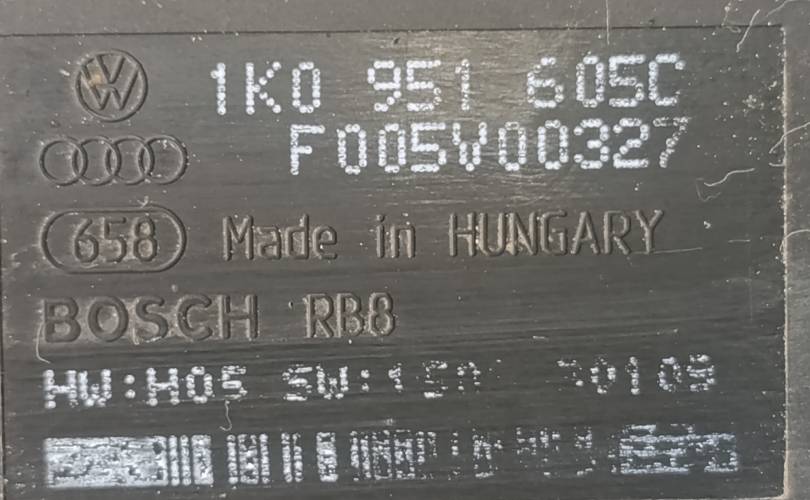 1K0 951 605C
F005V00327
658 Made in HUNGARY
BOSCH RB8
HW:H05